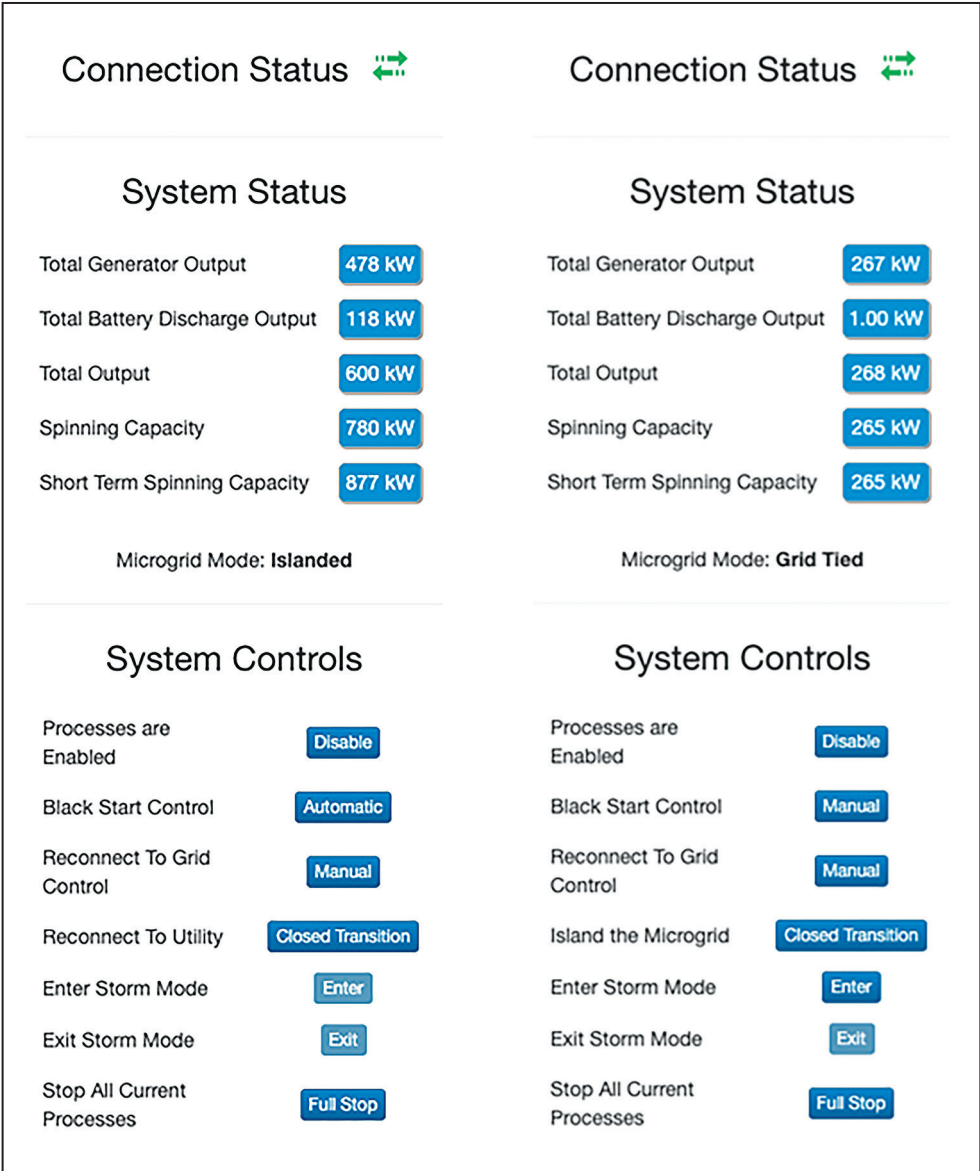 Connection Status
System Status
Total Generator Output 478 kW
Total Battery Discharge Output 118 kW
Total Output 600 kW
Spinning Capacity 780 kW
Short Term Spinning Capacity 877 kW
Microgrid Mode: Islanded
System Controls
Processes are
Enabled
Disable
Black Start Control Automatic
Reconnect To Grid
Control
Manual
Reconnect To Utility Closed Transition
Enter Storm Mode Enter
Exit Storm Mode Exit
Stop All Current
Processes
Full Stop
Connection Status
System Status
Total Generator Output 267 kW
Total Battery Discharge Output 1.00 kW
Total Output 268 kW
Spinning Capacity 265 kW
Short Term Spinning Capacity 265 kW
Microgrid Mode: Grid Tied
System Controls
Processes are
Enabled
Disable
Black Start Control Manual
Reconnect To Grid
Control
Manual
Island the Microgrid Closed Transition
Enter Storm Mode Enter
Exit Storm Mode Exit
Stop All Current
Processes
Full Stop